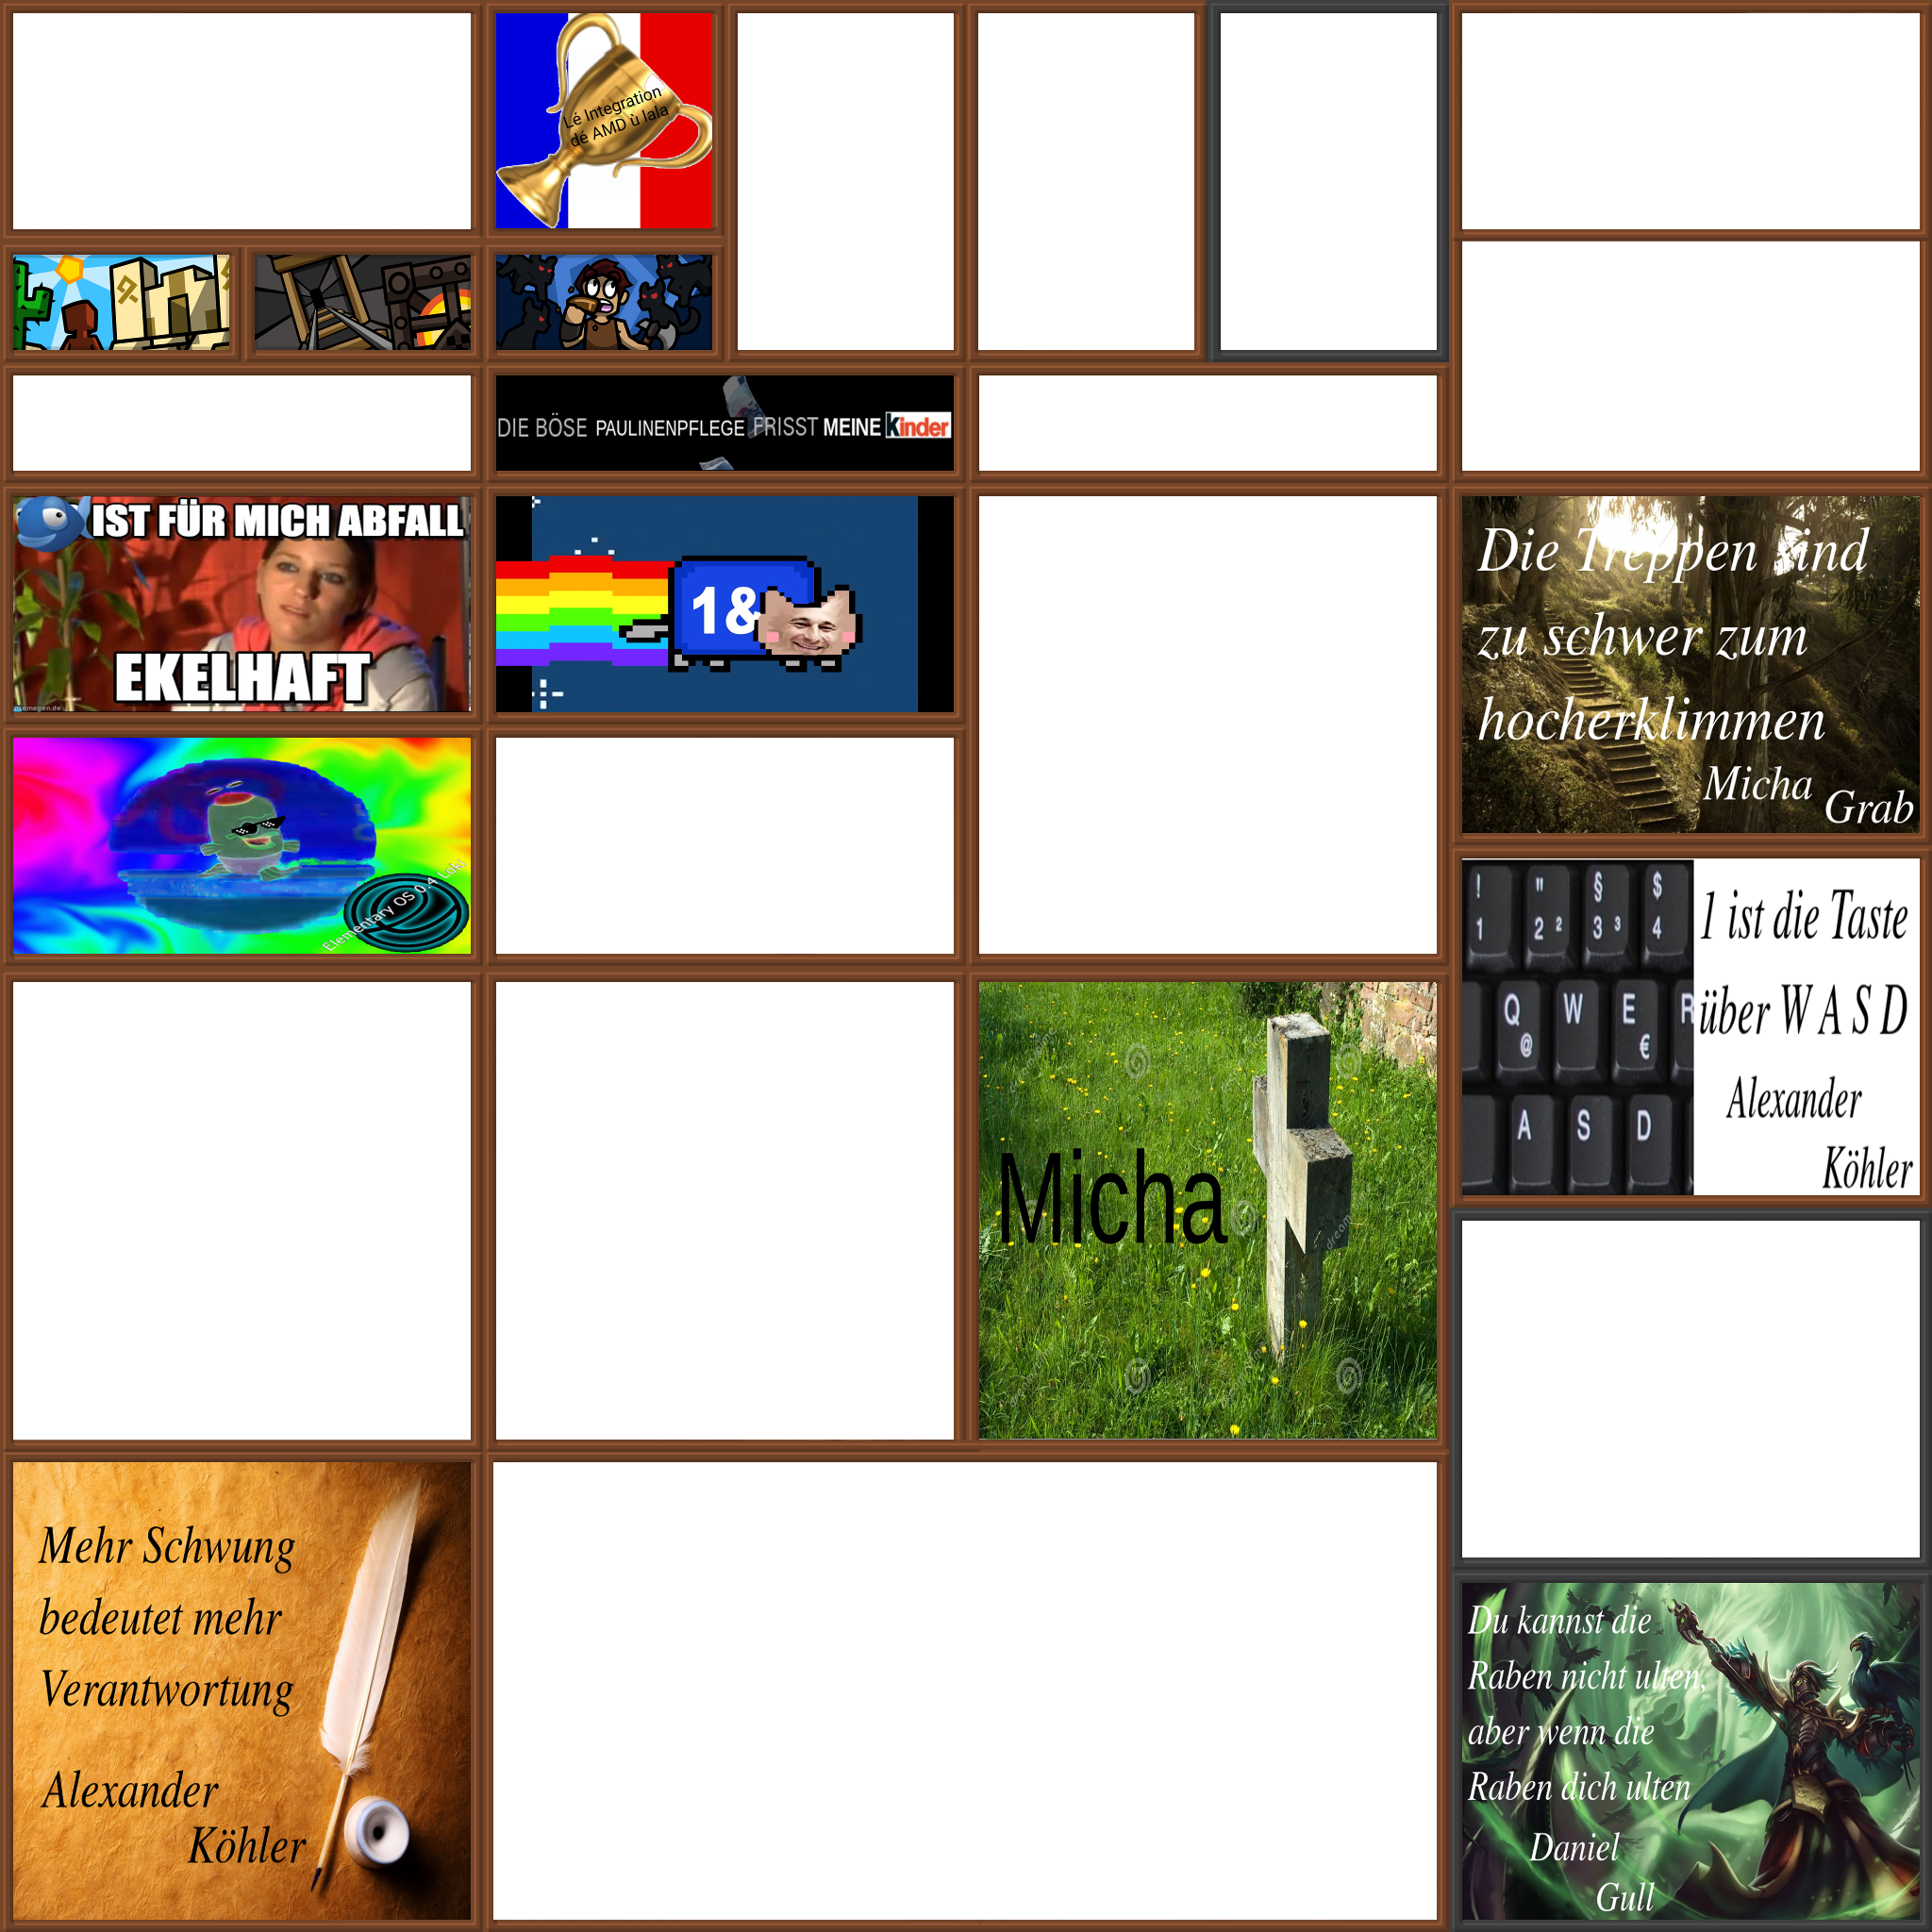 Lé Integration
dé AMD ù lala
DIE BÖSE PAULINENPFLEGE FRISST MEINE kinder
IST FÜR MICH ABFALL
EKELHAFT
memegen.de
1&
Die Treppen sind
zu schwer zum
hocherklimmen
Micha
Grab
Elementary OS 0.4 Loki
! " § $
1 2 ² 3 ³ 4
Q W E R
@ €
A S D
1 ist die Taste
über W A S D
Alexander
Köhler
Micha
Mehr Schwung
bedeutet mehr
Verantwortung
Alexander
Köhler
Du kannst die
Raben nicht ulten,
aber wenn die
Raben dich ulten
Daniel
Gull